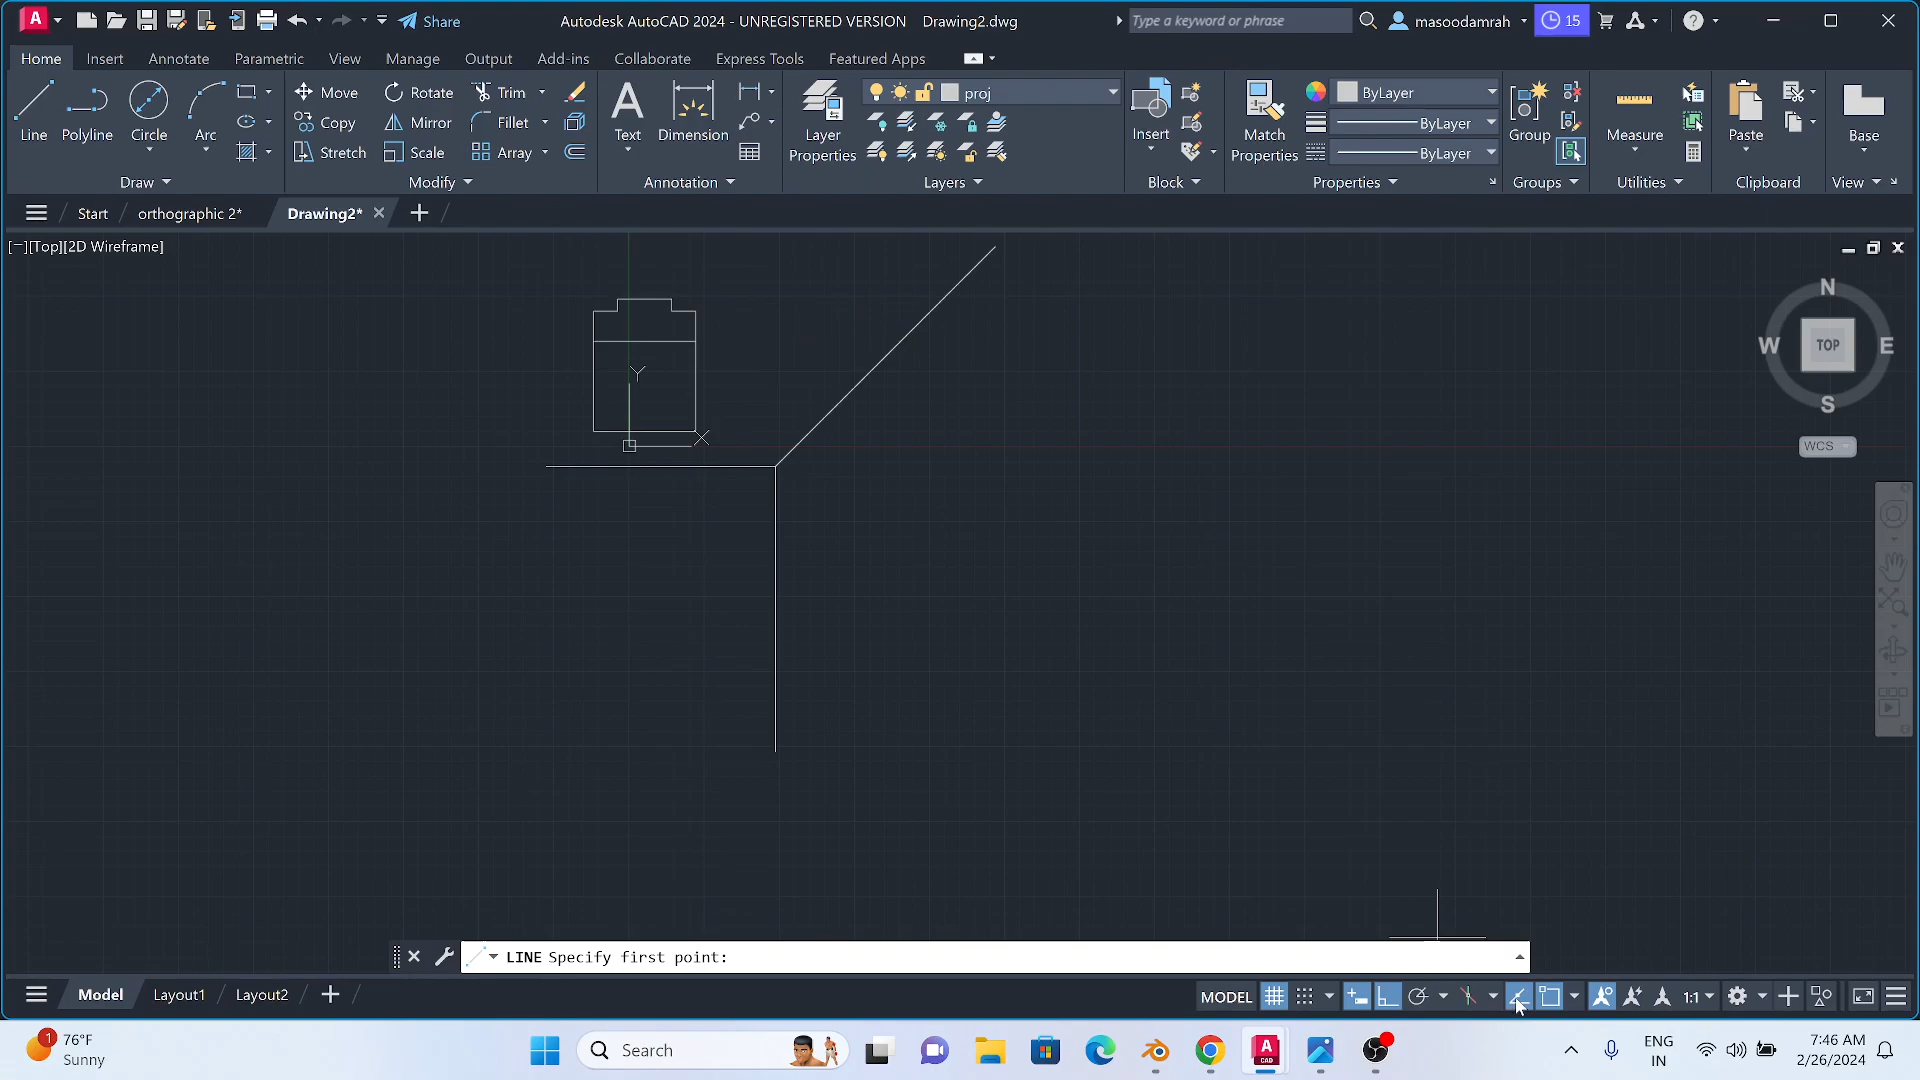 A Share Autodesk AutoCAD 2024 - UNREGISTERED VERSION Drawing2.dwg Type a keyword or phrase masoodamrah 15
Home Insert Annotate Parametric View Manage Output Add-ins Collaborate Express Tools Featured Apps
Line Polyline Circle Arc
Move Rotate Trim
Copy Mirror Fillet
Stretch Scale Array
Text Dimension
Layer Properties
proj
Insert
Match Properties
ByLayer
ByLayer
ByLayer
Group Measure Paste Base
Draw Modify Annotation Layers Block Properties Groups Utilities Clipboard View
Start orthographic 2* Drawing2*
[−][Top][2D Wireframe]
N
W TOP E
S
WCS
Y
X
LINE Specify first point:
Model Layout1 Layout2 MODEL 1:1
1
76°F
Sunny
Search
A CAD
ENG
IN
7:46 AM
2/26/2024